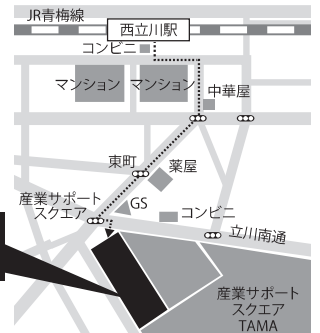 JR青梅線
西立川駅
コンビニ
マンション
マンション
中華屋
東町
薬屋
産業サポート
スクエア
GS
コンビニ
立川南通
産業サポート
スクエア
TAMA